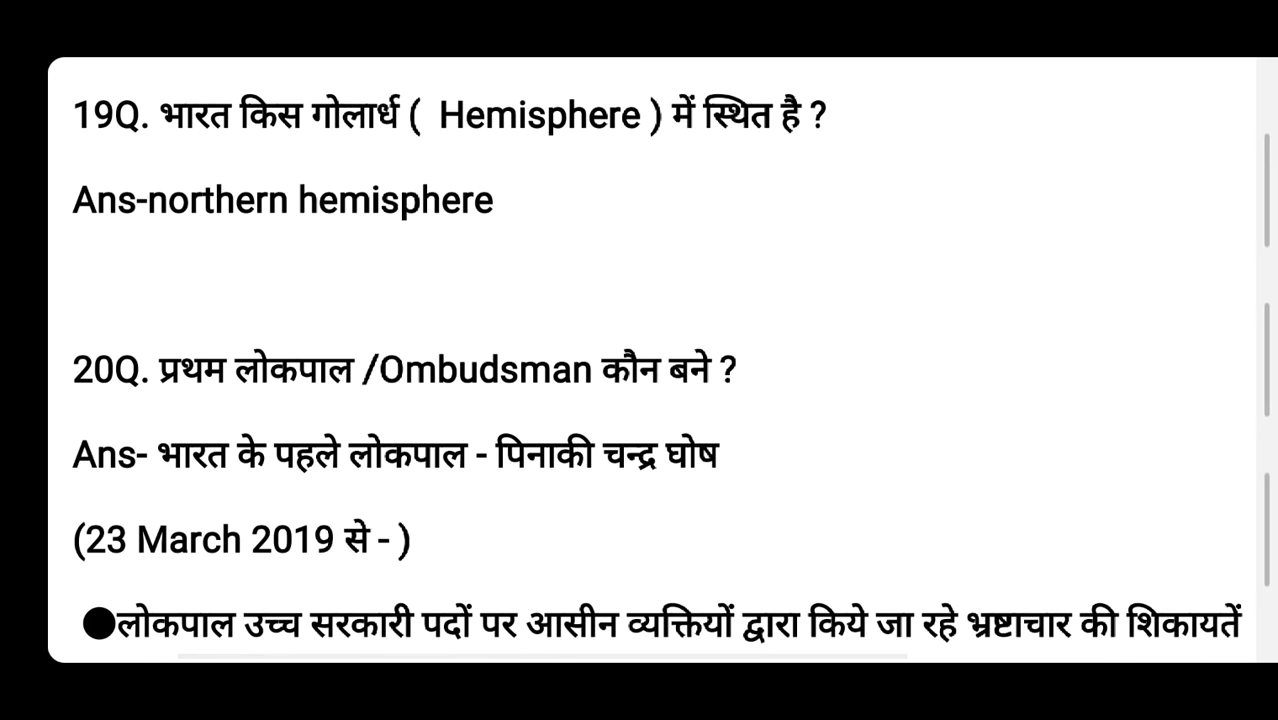 19Q. भारत किस गोलार्ध ( Hemisphere ) में स्थित है ?
Ans-northern hemisphere
20Q. प्रथम लोकपाल /Ombudsman कौन बने ?
Ans- भारत के पहले लोकपाल - पिनाकी चन्द्र घोष
(23 March 2019 से - )
●लोकपाल उच्च सरकारी पदों पर आसीन व्यक्तियों द्वारा किये जा रहे भ्रष्टाचार की शिकायतें